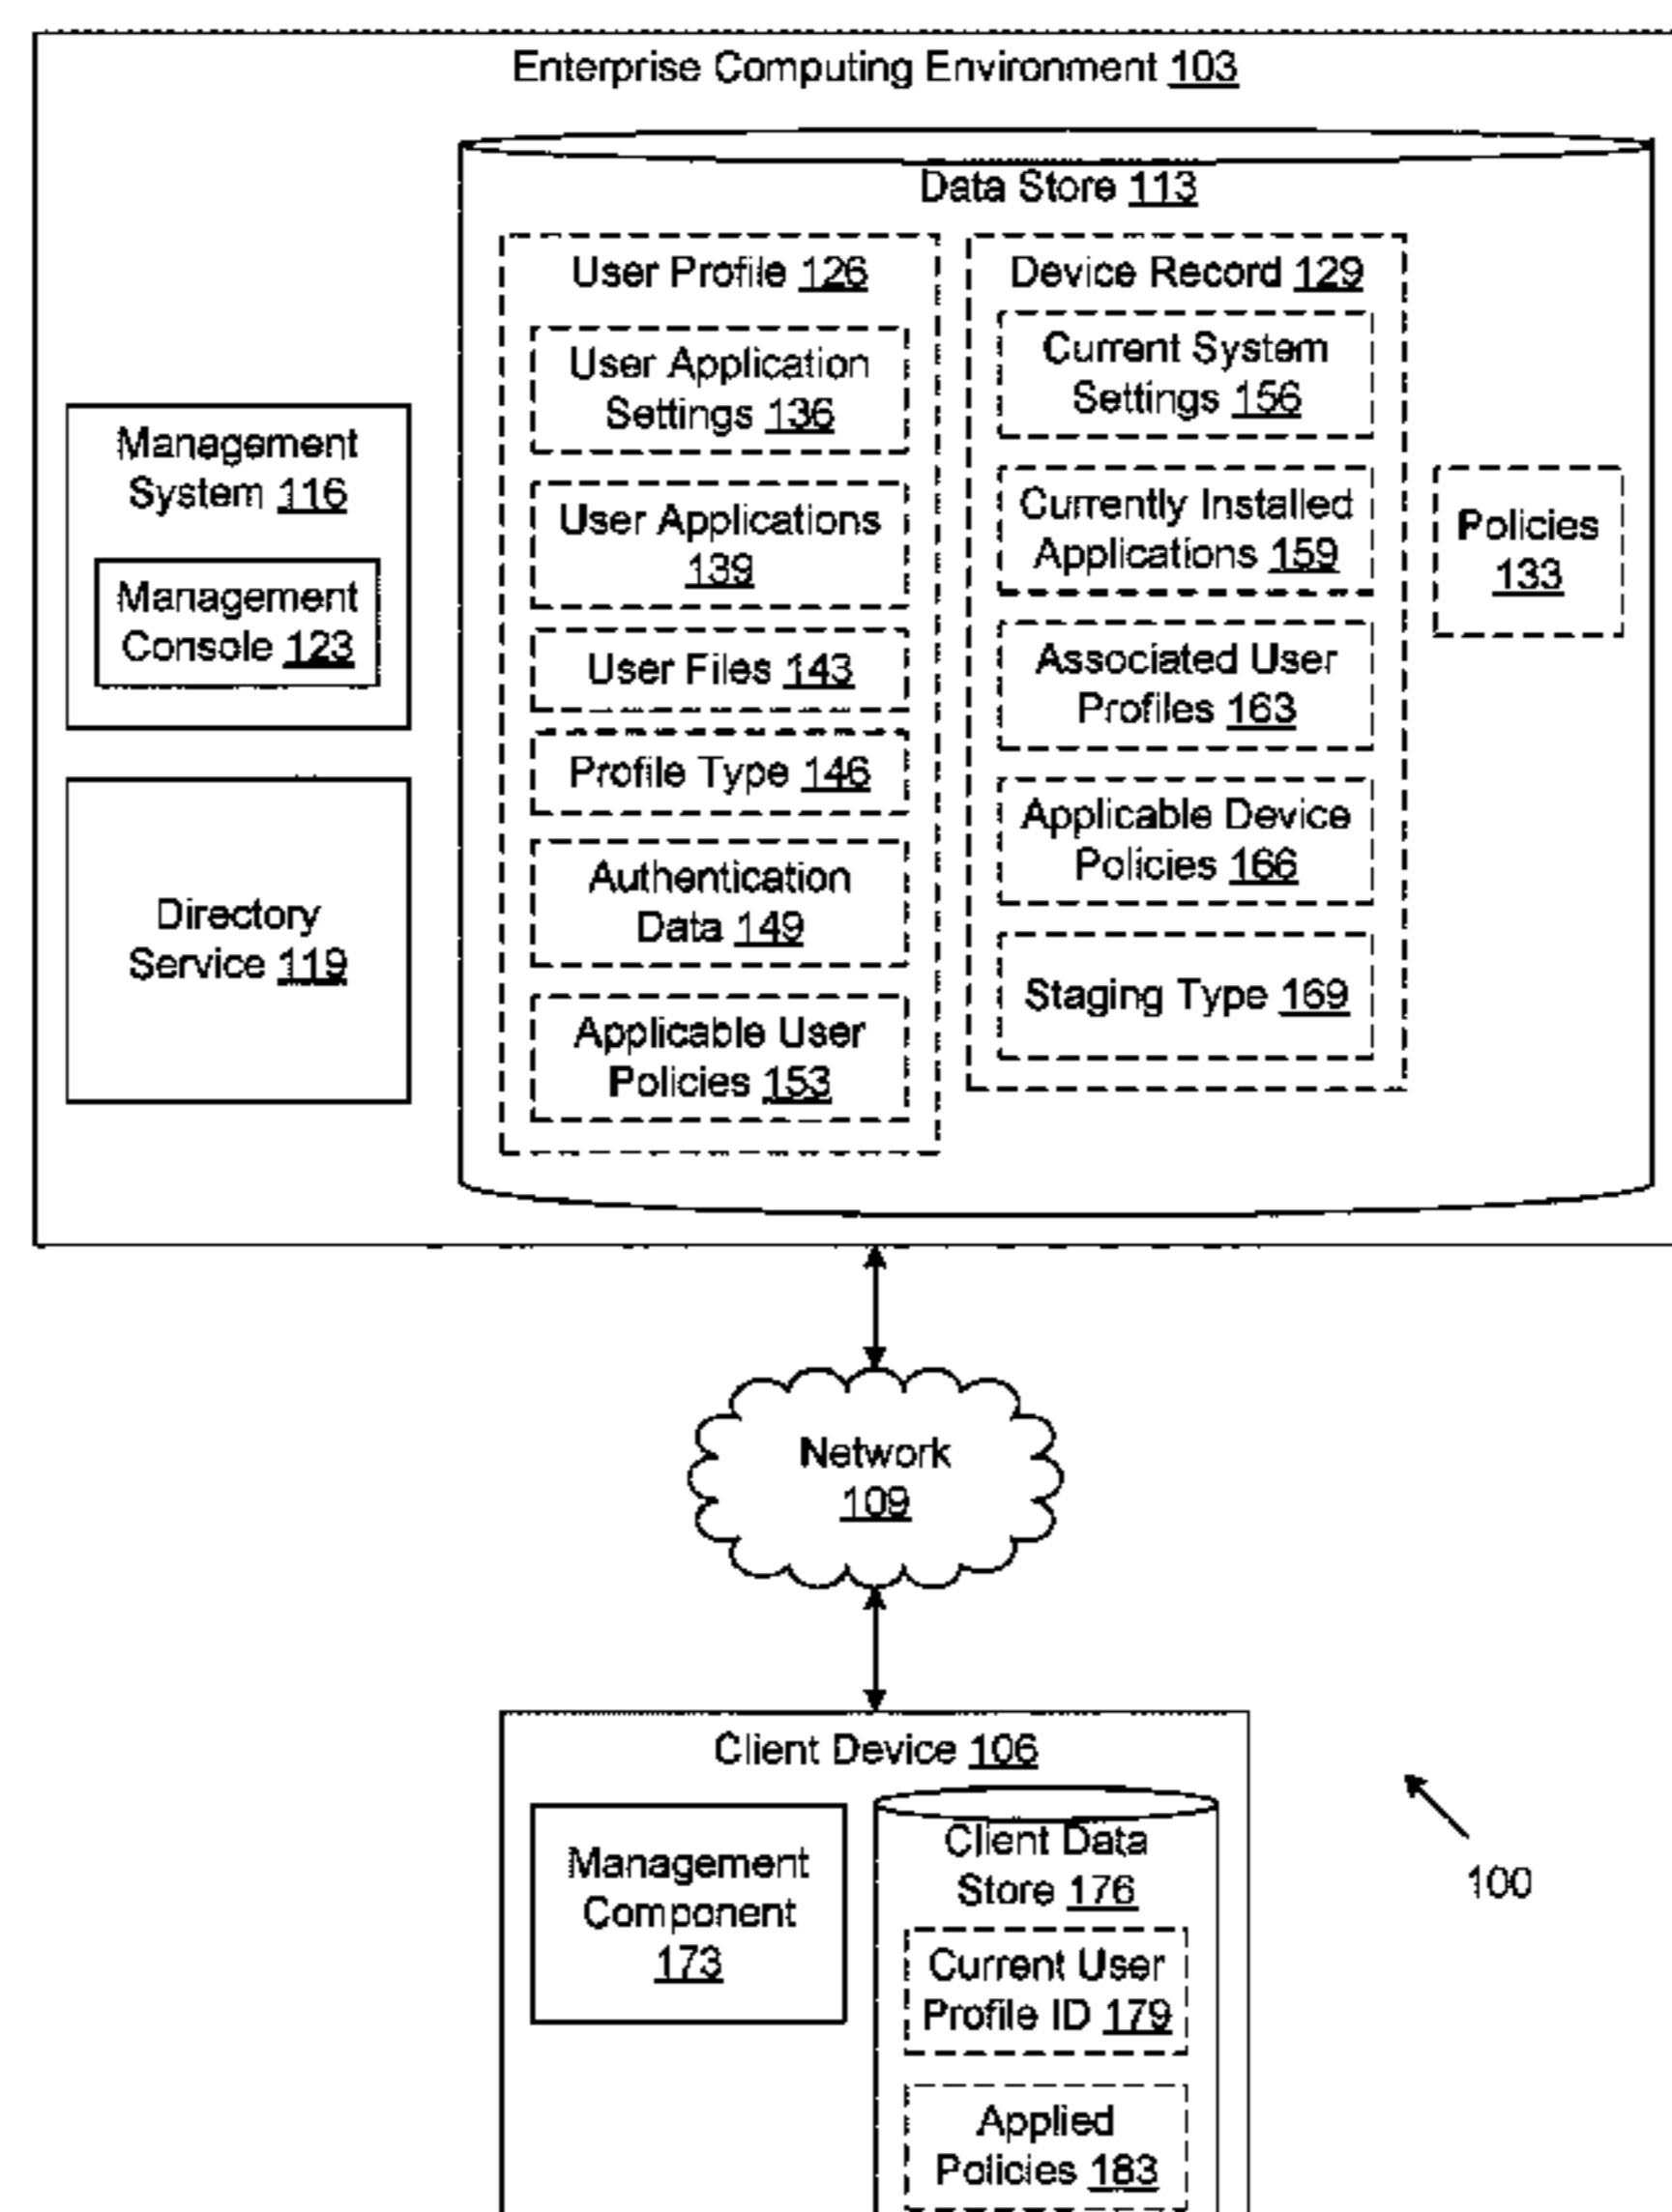 Enterprise Computing Environment 103
Data Store 113
User Profile 126
User Application
Settings 136
User Applications
139
User Files 143
Profile Type 146
Authentication
Data 149
Applicable User
Policies 153
Device Record 129
Current System
Settings 156
Currently Installed
Applications 159
Associated User
Profiles 163
Applicable Device
Policies 166
Staging Type 169
Policies
133
Management
System 116
Management
Console 123
Directory
Service 119
Network
109
Client Device 106
Management
Component
173
Client Data
Store 176
Current User
Profile ID 179
Applied
Policies 183
100